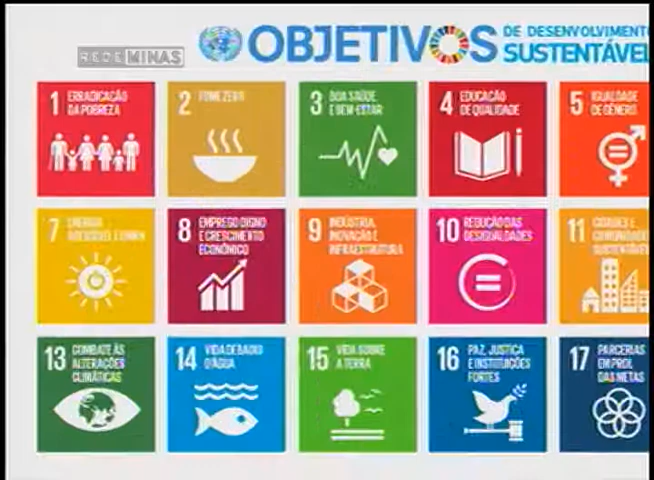 REDE MINAS
OBJETIVOS
DE DESENVOLVIMENTO
SUSTENTÁVEL
1 ERRADICAÇÃO
DA POBREZA
2 FOME ZERO
3 BOA SAÚDE
E BEM-ESTAR
4 EDUCAÇÃO
DE QUALIDADE
5 IGUALDADE
DE GÊNERO
7 ENERGIA
8 EMPREGO DIGNO
E CRESCIMENTO
ECONÔMICO
9 INDÚSTRIA,
INOVAÇÃO E
INFRAESTRUTURA
10 REDUÇÃO DAS
DESIGUALDADES
11 CIDADES E
COMUNIDADES
SUSTENTÁVEIS
13 COMBATE ÀS
ALTERAÇÕES
CLIMÁTICAS
14 VIDA DEBAIXO
D'ÁGUA
15 VIDA SOBRE
A TERRA
16 PAZ, JUSTIÇA
E INSTITUIÇÕES
FORTES
17 PARCERIAS
EM PROL
DAS METAS